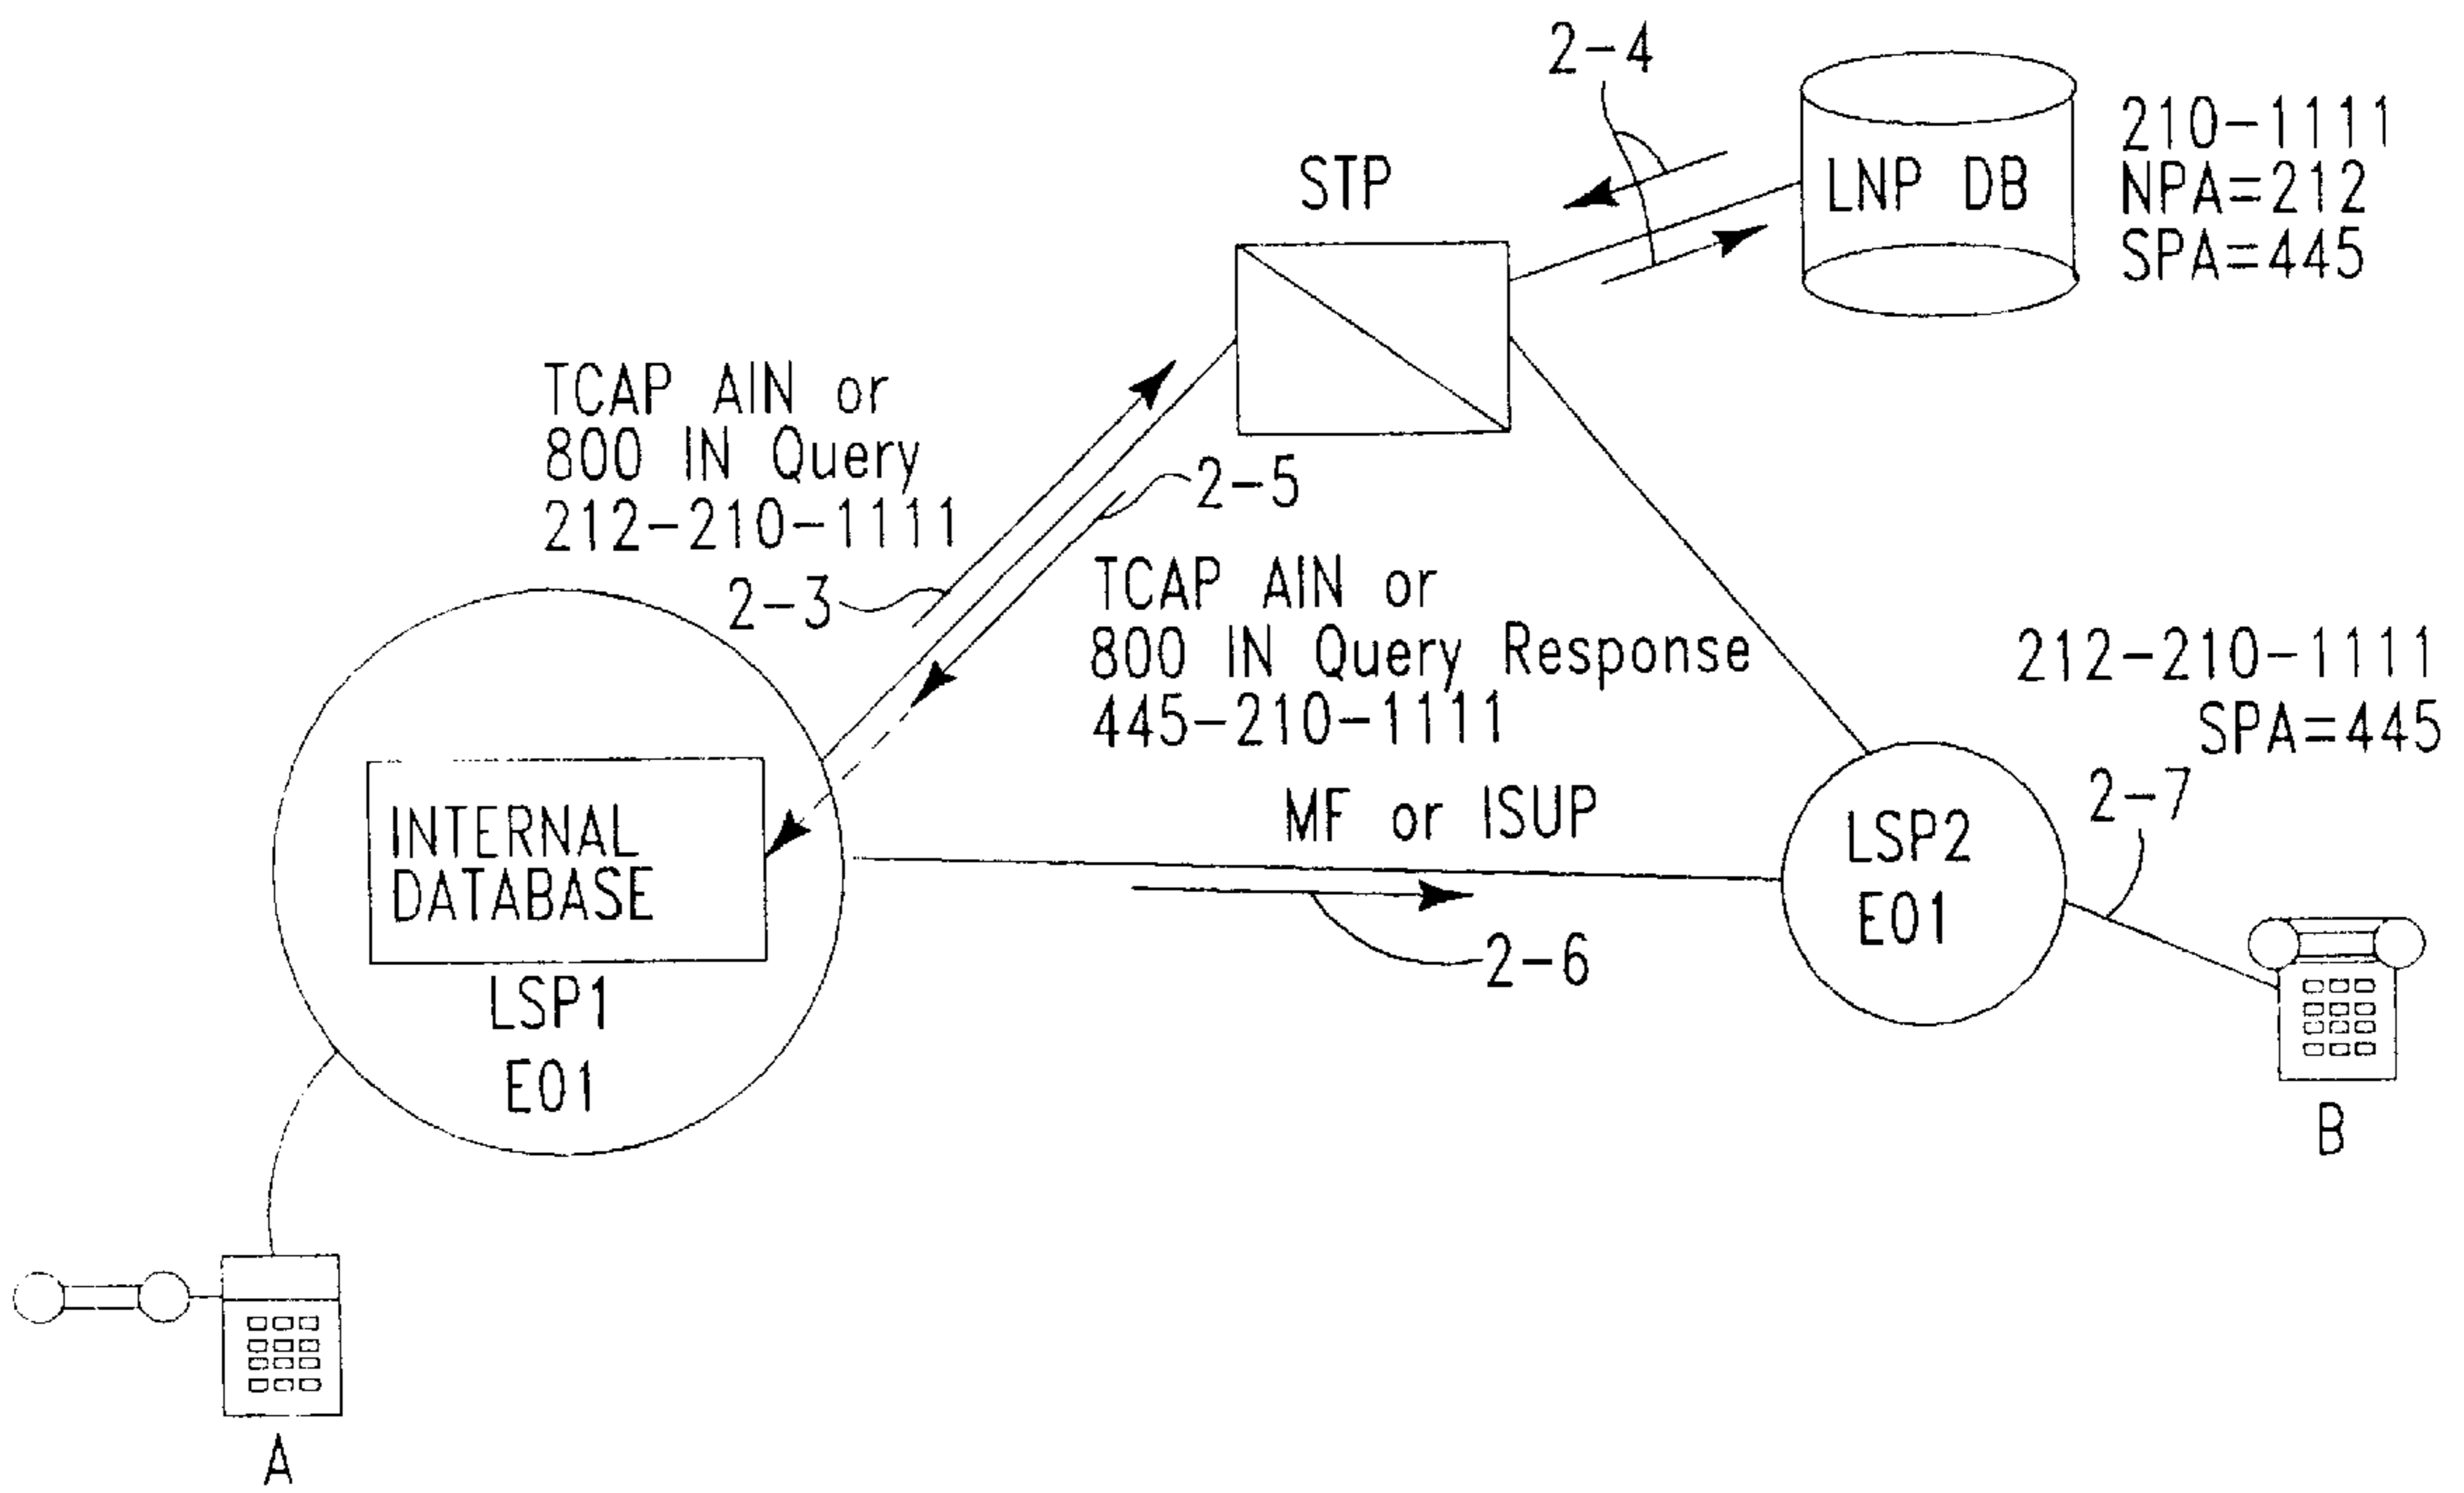 2-4
STP
LNP DB
210-1111
NPA=212
SPA=445
TCAP AIN or
800 IN Query
212-210-1111
2-3
2-5
TCAP AIN or
800 IN Query Response
445-210-1111
212-210-1111
SPA=445
2-7
MF or ISUP
2-6
INTERNAL
DATABASE
LSP1
EO1
LSP2
EO1
B
A